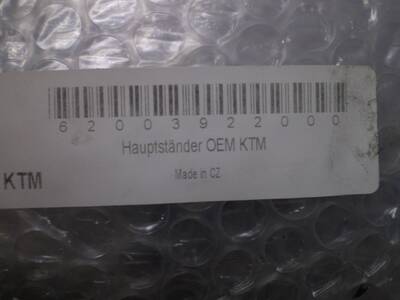 62003922000
Hauptständer OEM KTM
Made in CZ
KTM